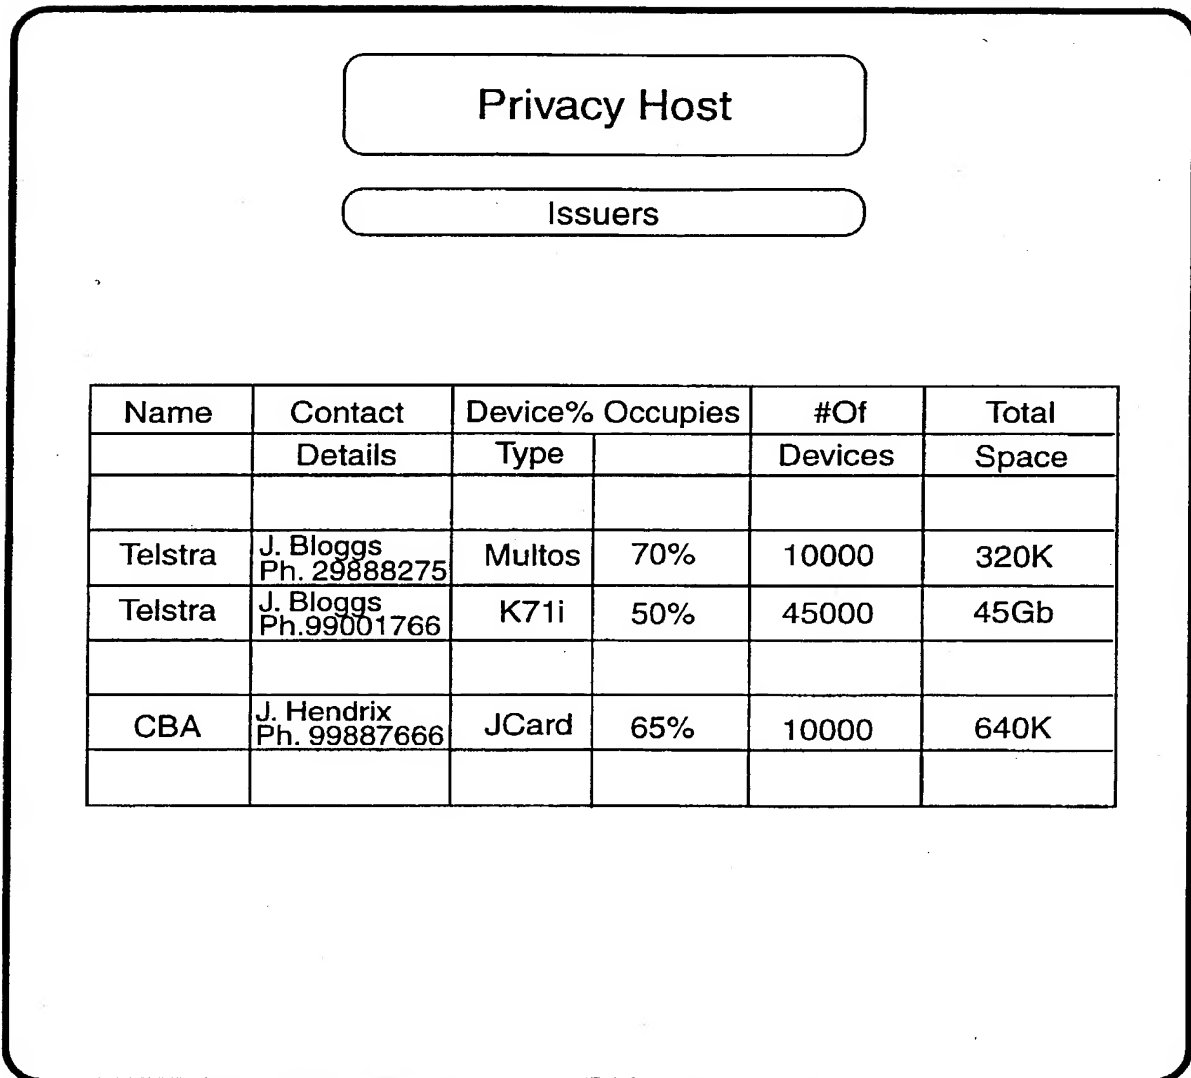 Privacy Host
Issuers
Name Contact Device% Occupies #Of Total
Details Type Devices Space
Telstra J. Bloggs Ph. 29888275 Multos 70% 10000 320K
Telstra J. Bloggs Ph.99001766 K71i 50% 45000 45Gb
CBA J. Hendrix Ph. 99887666 JCard 65% 10000 640K